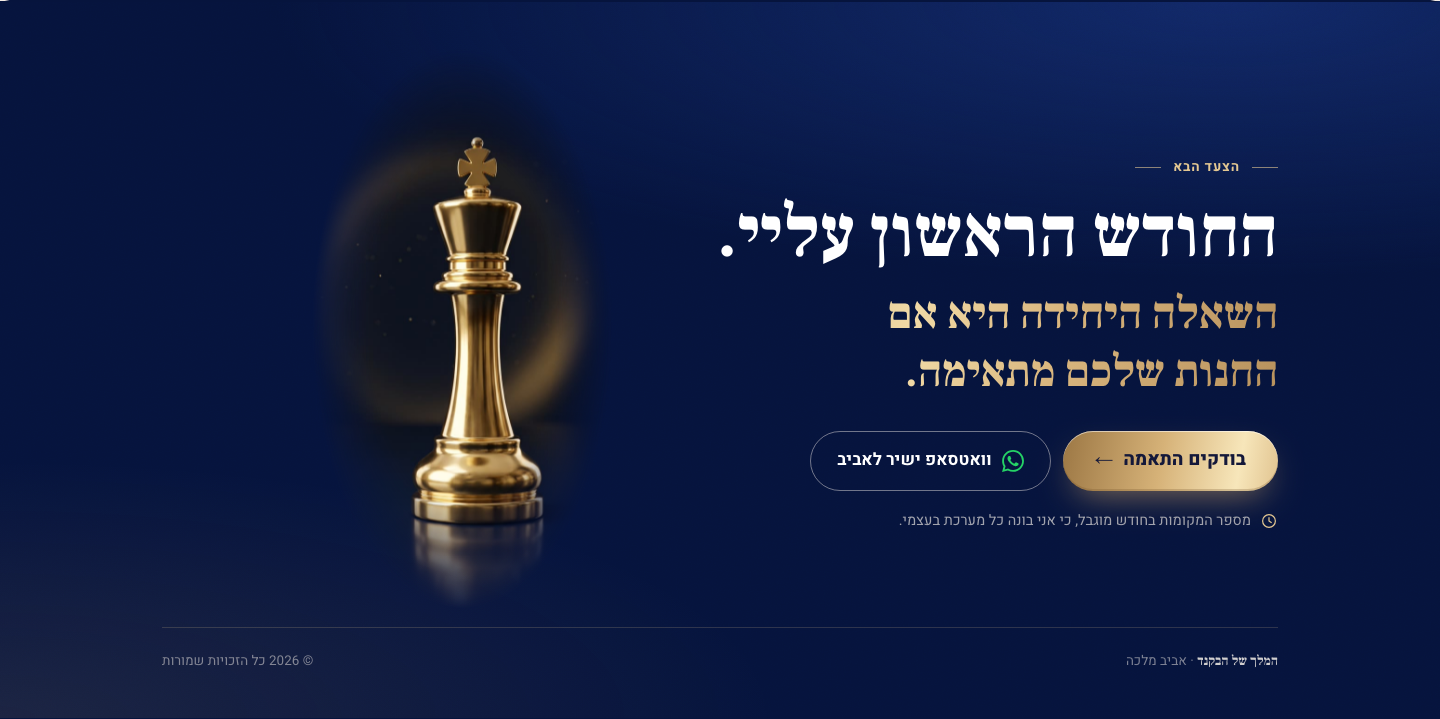 הצעד הבא
החודש הראשון עליי.
השאלה היחידה היא אם
החנות שלכם מתאימה.
בודקים התאמה ←
וואטסאפ ישיר לאביב
מספר המקומות בחודש מוגבל, כי אני בונה כל מערכת בעצמי.
המלך של הבקנד · אביב מלכה
© 2026 כל הזכויות שמורות